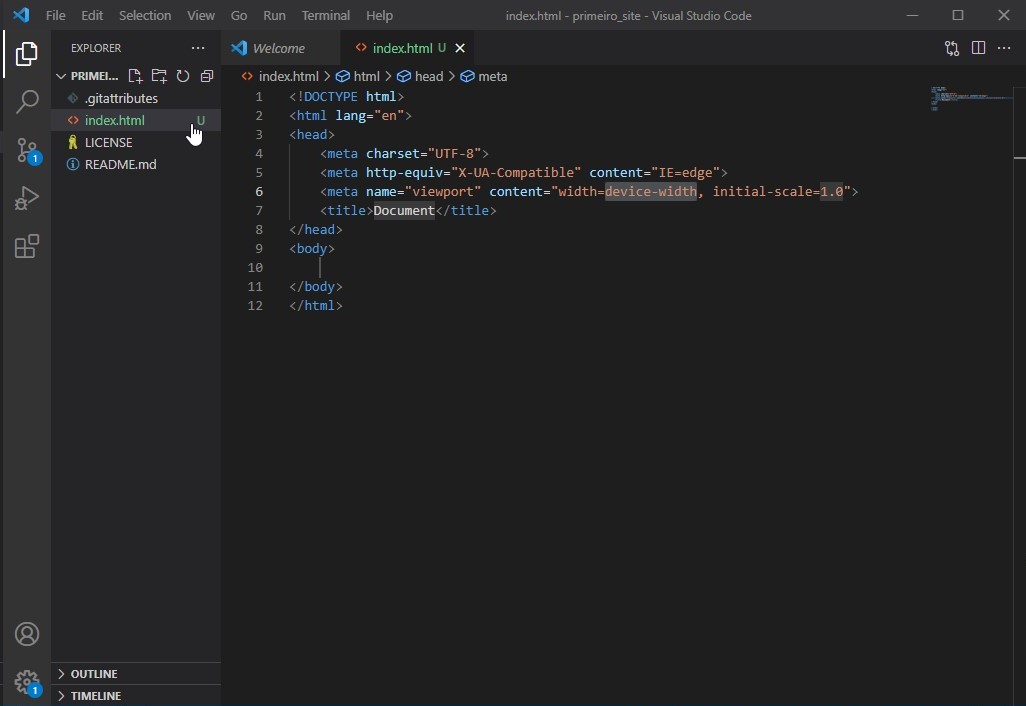 File Edit Selection View Go Run Terminal Help index.html - primeiro_site - Visual Studio Code
EXPLORER ··· Welcome index.html U
PRIMEI... index.html > html > head > meta
.gitattributes
index.html U
LICENSE
README.md
1 <!DOCTYPE html>
2 <html lang="en">
3 <head>
4 <meta charset="UTF-8">
5 <meta http-equiv="X-UA-Compatible" content="IE=edge">
6 <meta name="viewport" content="width=device-width, initial-scale=1.0">
7 <title>Document</title>
8 </head>
9 <body>
10
11 </body>
12 </html>
1
1
OUTLINE
TIMELINE